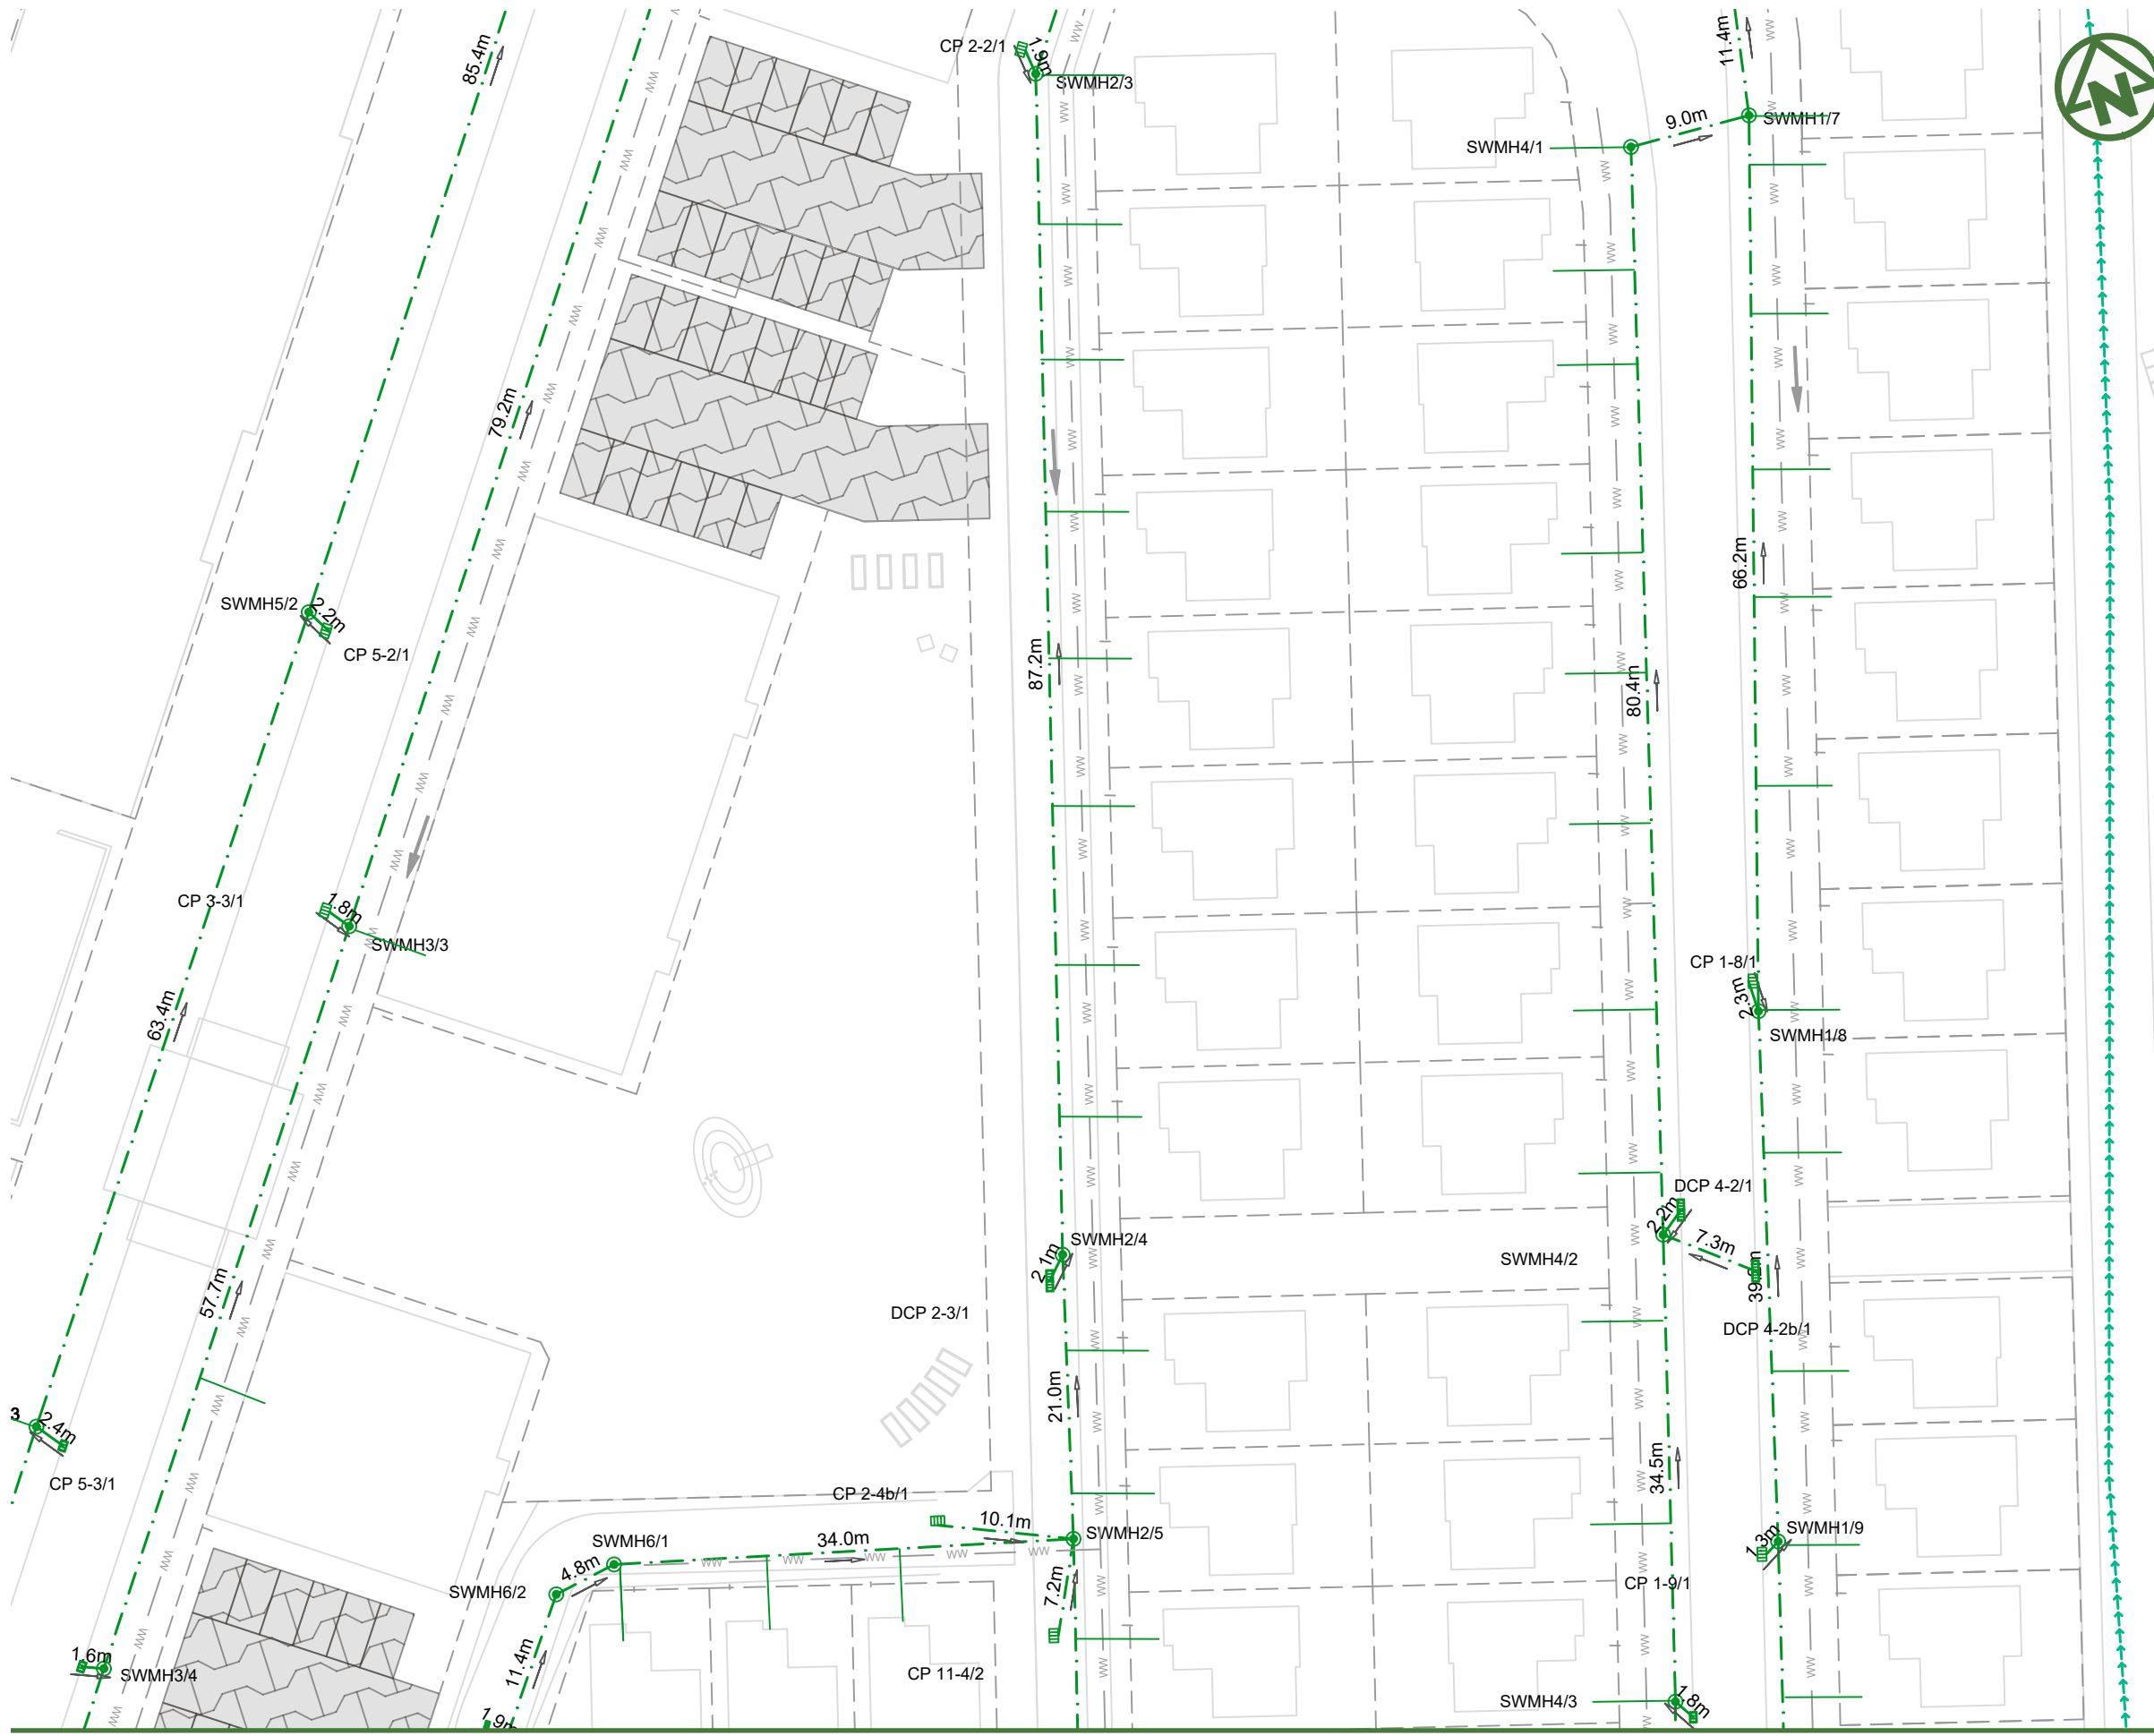 CP 2-2/1
1.9m
SWMH2/3
85.4m
11.4m
9.0m
SWMH1/7
SWMH4/1
N
79.2m
66.2m
SWMH5/2
2.2m
CP 5-2/1
87.2m
80.4m
CP 3-3/1
1.8m
SWMH3/3
CP 1-8/1
2.3m
SWMH1/8
63.4m
DCP 4-2/1
2.2m
7.3m
SWMH2/4
2.1m
SWMH4/2
57.7m
DCP 2-3/1
DCP 4-2b/1
21.0m
3
2.4m
CP 5-3/1
34.5m
CP 2-4b/1
10.1m
SWMH2/5
SWMH6/1
34.0m
4.8m
SWMH6/2
SWMH1/9
1.3m
7.2m
CP 1-9/1
11.4m
1.6m
SWMH3/4
CP 11-4/2
SWMH4/3
1.8m
1.9m